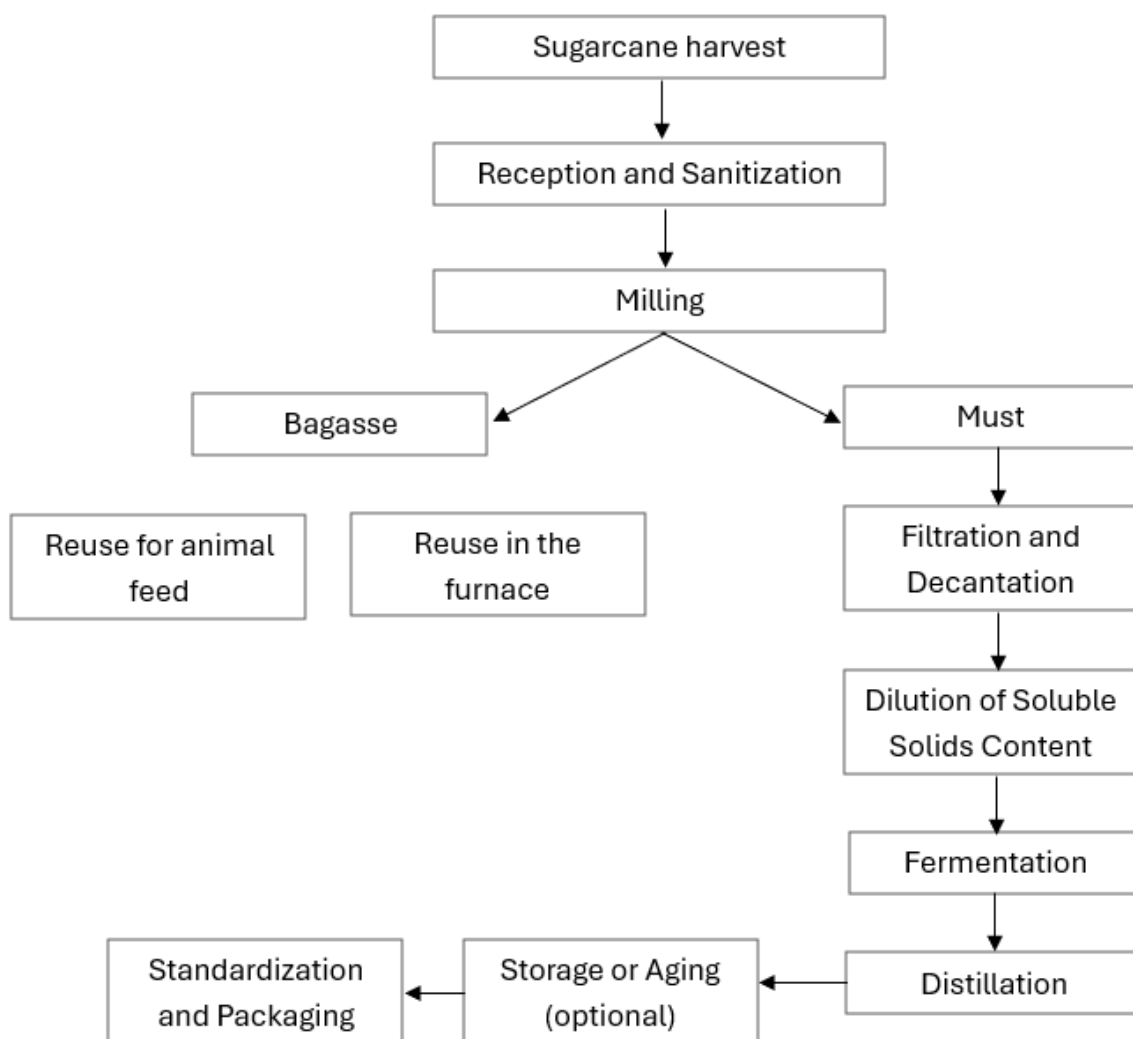 Sugarcane harvest
Reception and Sanitization
Milling
Bagasse
Must
Reuse for animal
feed
Reuse in the
furnace
Filtration and
Decantation
Dilution of Soluble
Solids Content
Fermentation
Distillation
Storage or Aging
(optional)
Standardization
and Packaging